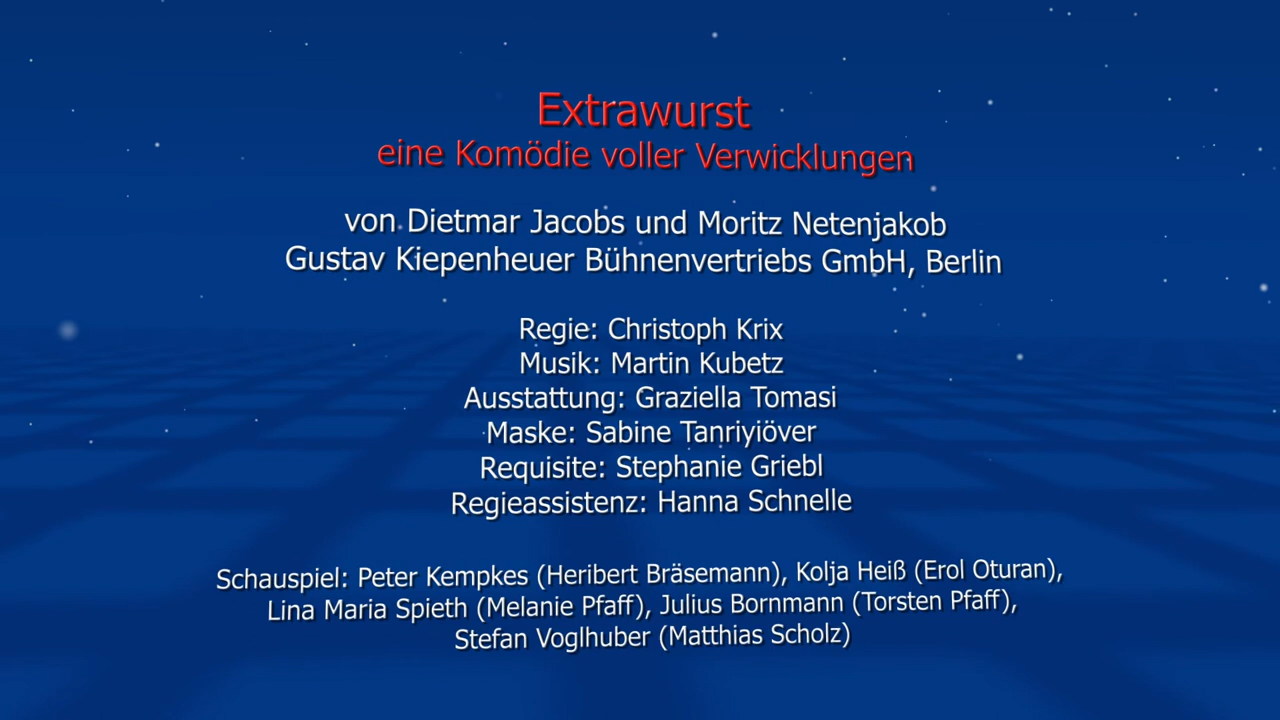 Extrawurst
eine Komödie voller Verwicklungen
von Dietmar Jacobs und Moritz Netenjakob
Gustav Kiepenheuer Bühnenvertriebs GmbH, Berlin
Regie: Christoph Krix
Musik: Martin Kubetz
Ausstattung: Graziella Tomasi
Maske: Sabine Tanriyiöver
Requisite: Stephanie Griebl
Regieassistenz: Hanna Schnelle
Schauspiel: Peter Kempkes (Heribert Bräsemann), Kolja Heiß (Erol Oturan),
Lina Maria Spieth (Melanie Pfaff), Julius Bornmann (Torsten Pfaff),
Stefan Voglhuber (Matthias Scholz)